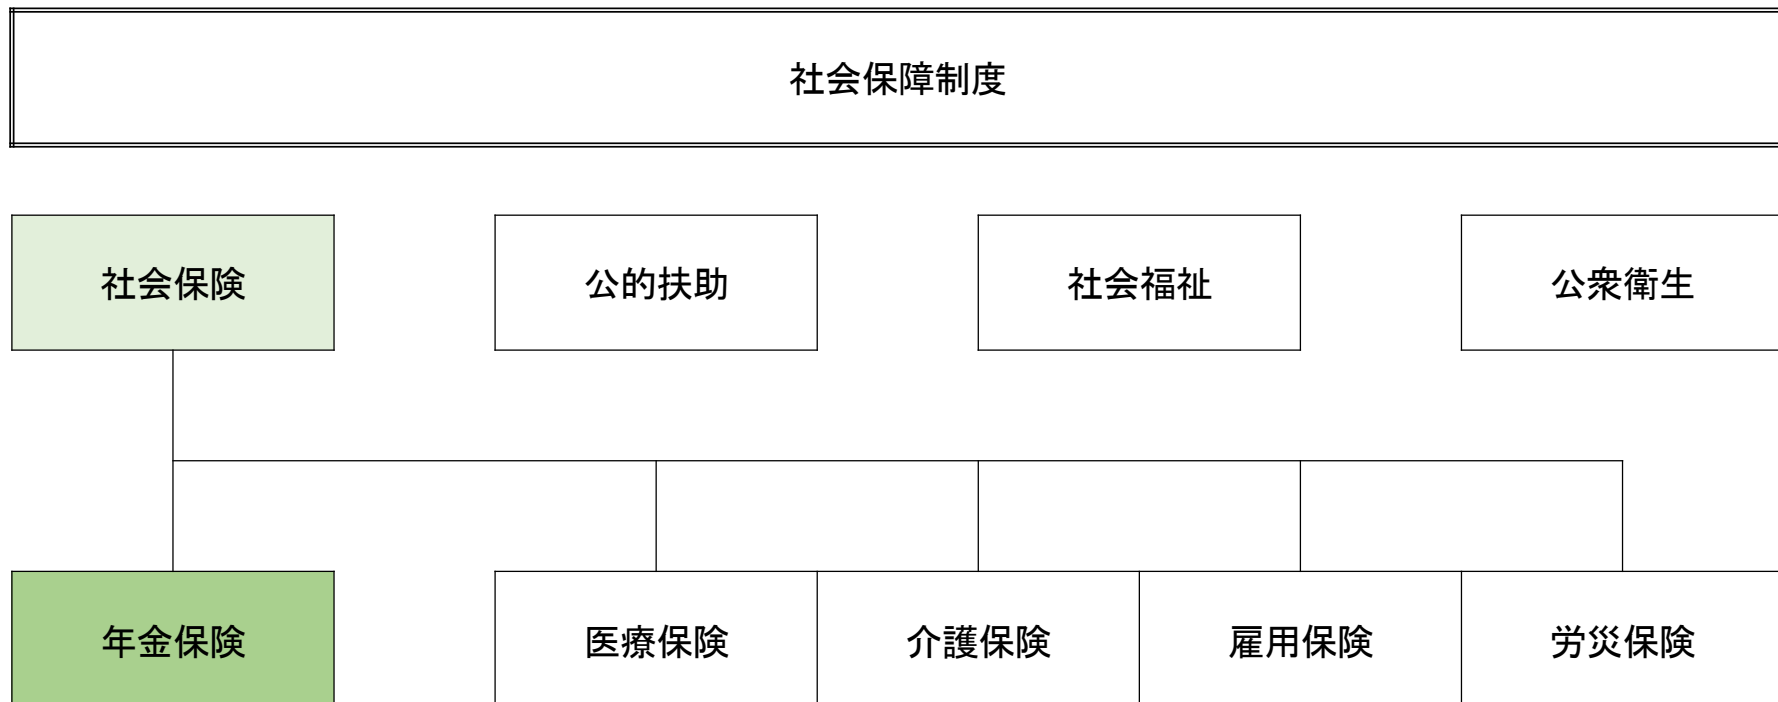 社会保障制度
社会保険
公的扶助
社会福祉
公衆衛生
年金保険
医療保険
介護保険
雇用保険
労災保険